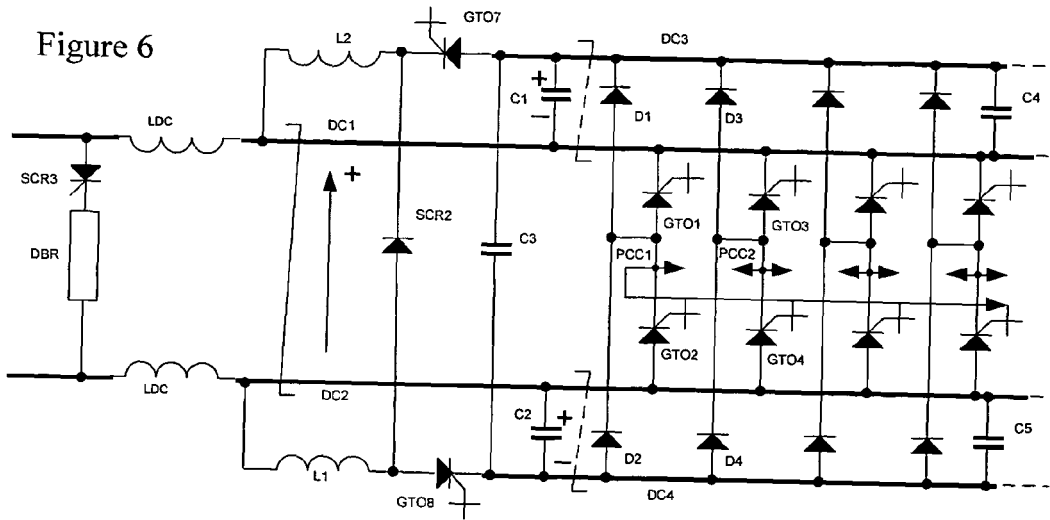 Figure 6
GTO7
L2
DC3
C1
+
−
D1
D3
C4
LDC
DC1
SCR3
+
SCR2
GTO1
GTO3
DBR
C3
PCC1
PCC2
GTO2
GTO4
LDC
DC2
C2
+
−
D2
D4
C5
L1
GTO8
DC4